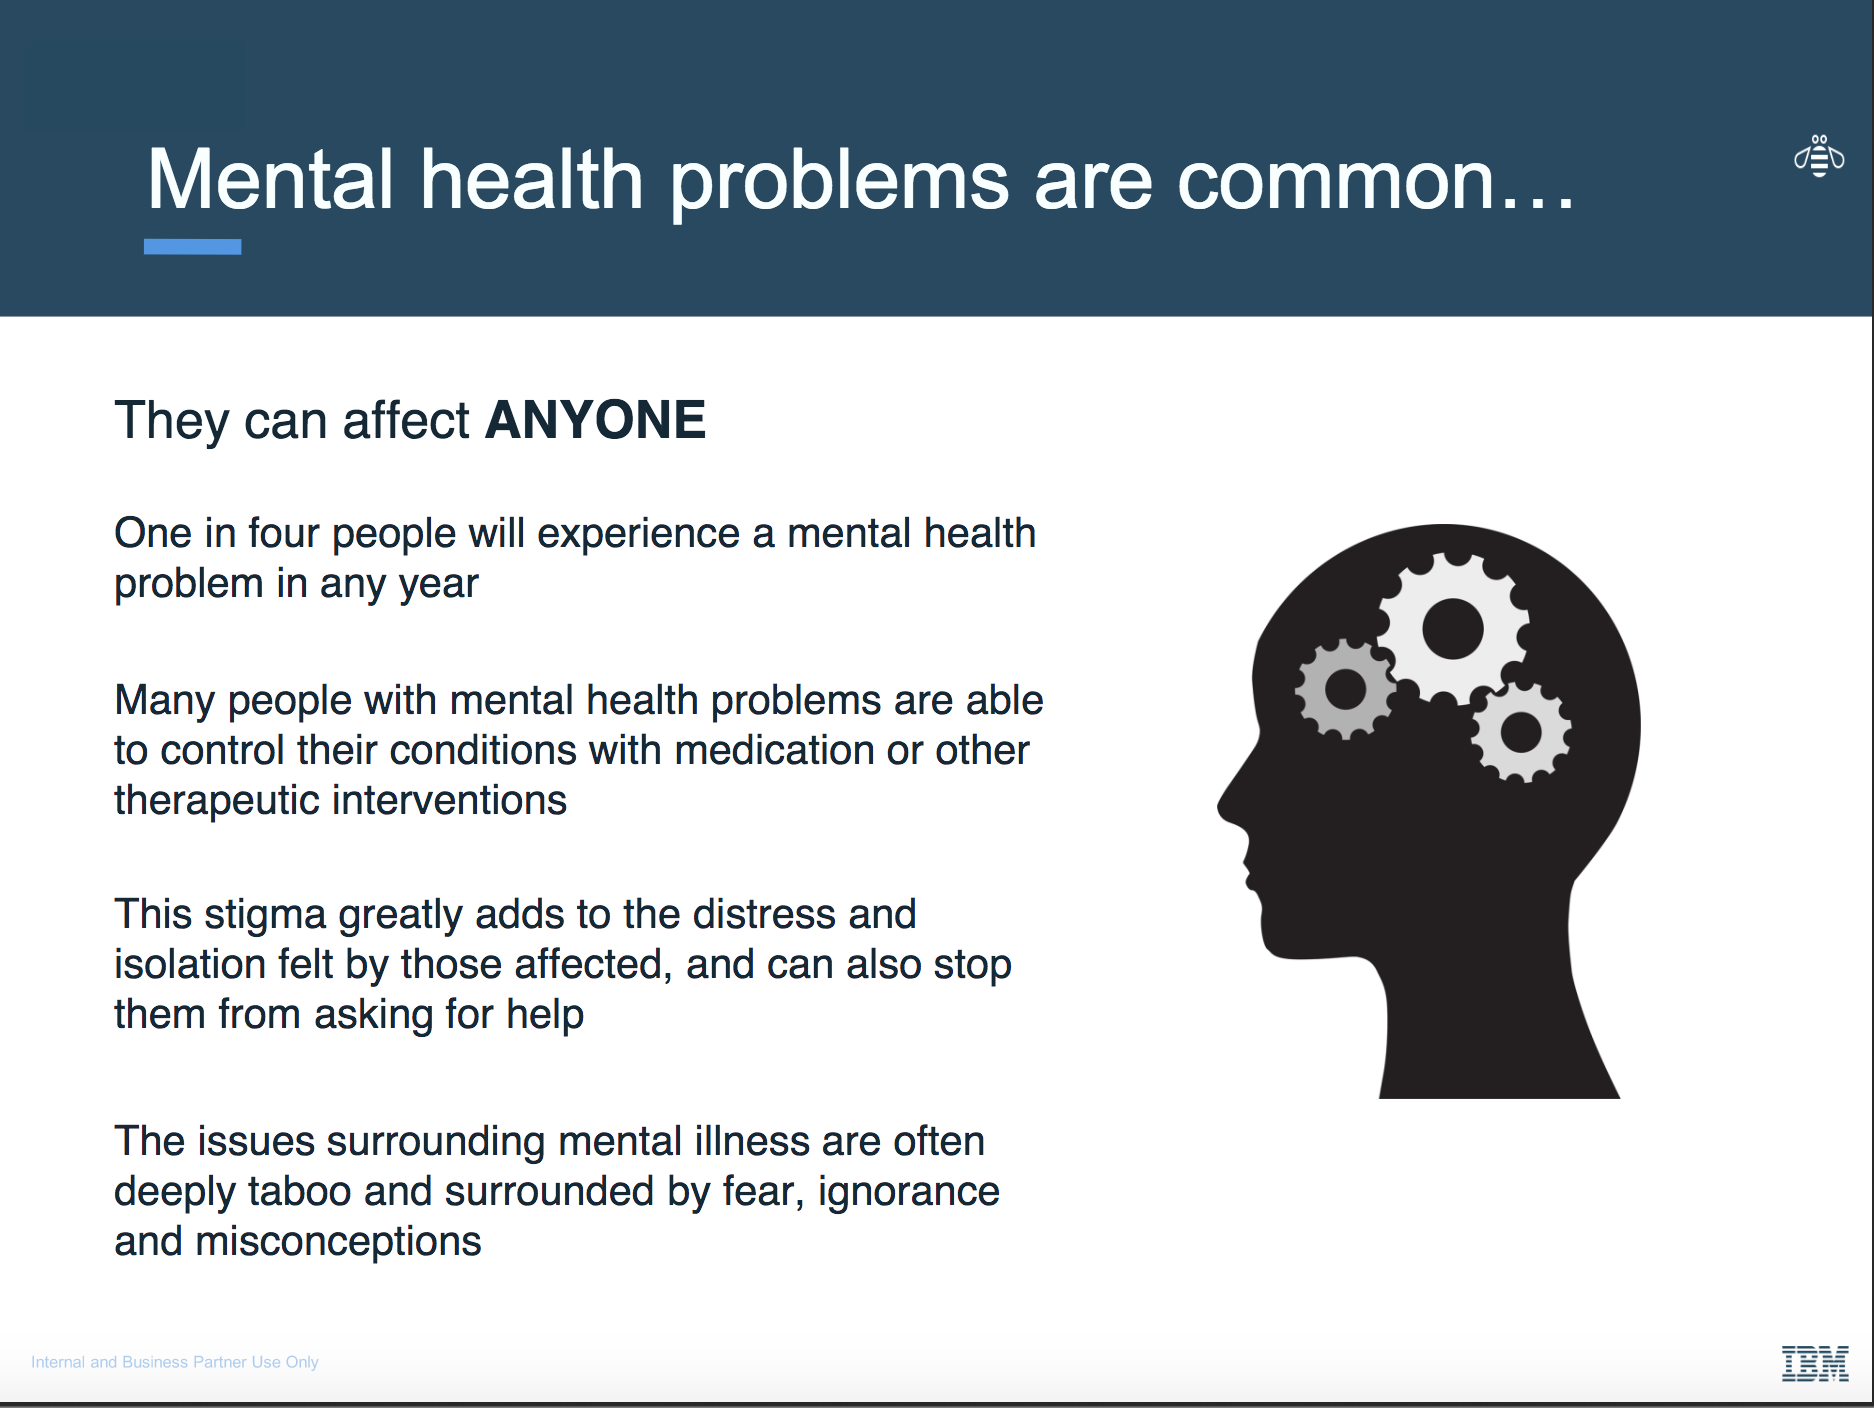 Mental health problems are common…
They can affect ANYONE
One in four people will experience a mental health
problem in any year
Many people with mental health problems are able
to control their conditions with medication or other
therapeutic interventions
This stigma greatly adds to the distress and
isolation felt by those affected, and can also stop
them from asking for help
The issues surrounding mental illness are often
deeply taboo and surrounded by fear, ignorance
and misconceptions
Internal and Business Partner Use Only
IBM